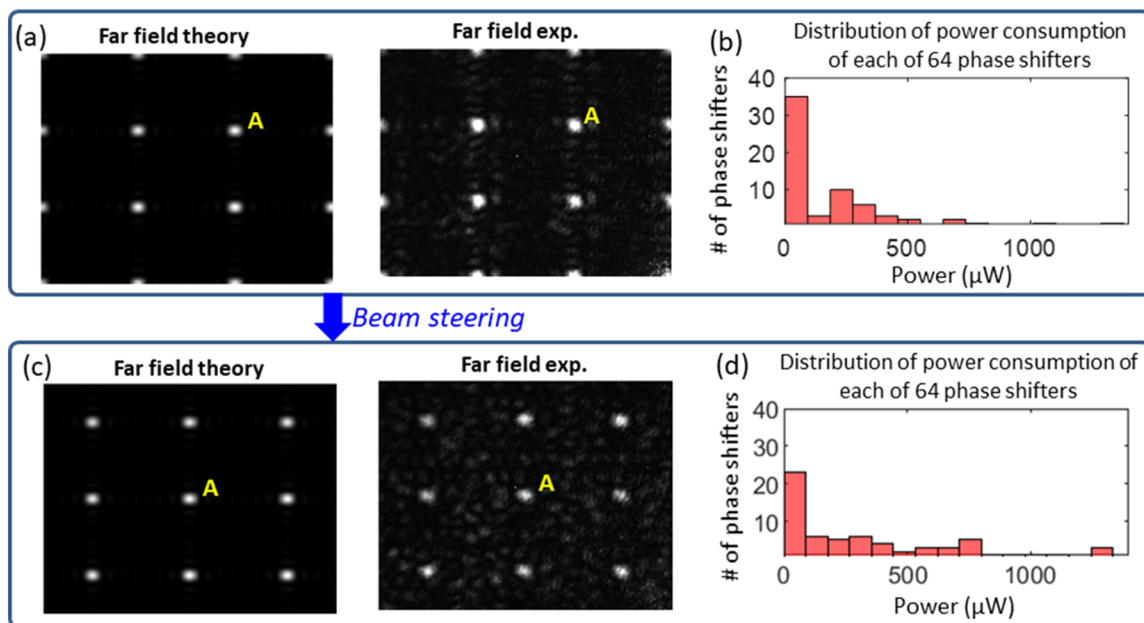 (a)
Far field theory
A
Far field exp.
A
(b)
Distribution of power consumption
of each of 64 phase shifters
# of phase shifters
40
30
20
10
0
500
1000
Power (µW)
Beam steering
(c)
Far field theory
A
Far field exp.
A
(d)
Distribution of power consumption of
each of 64 phase shifters
# of phase shifters
40
30
20
10
0
500
1000
Power (µW)